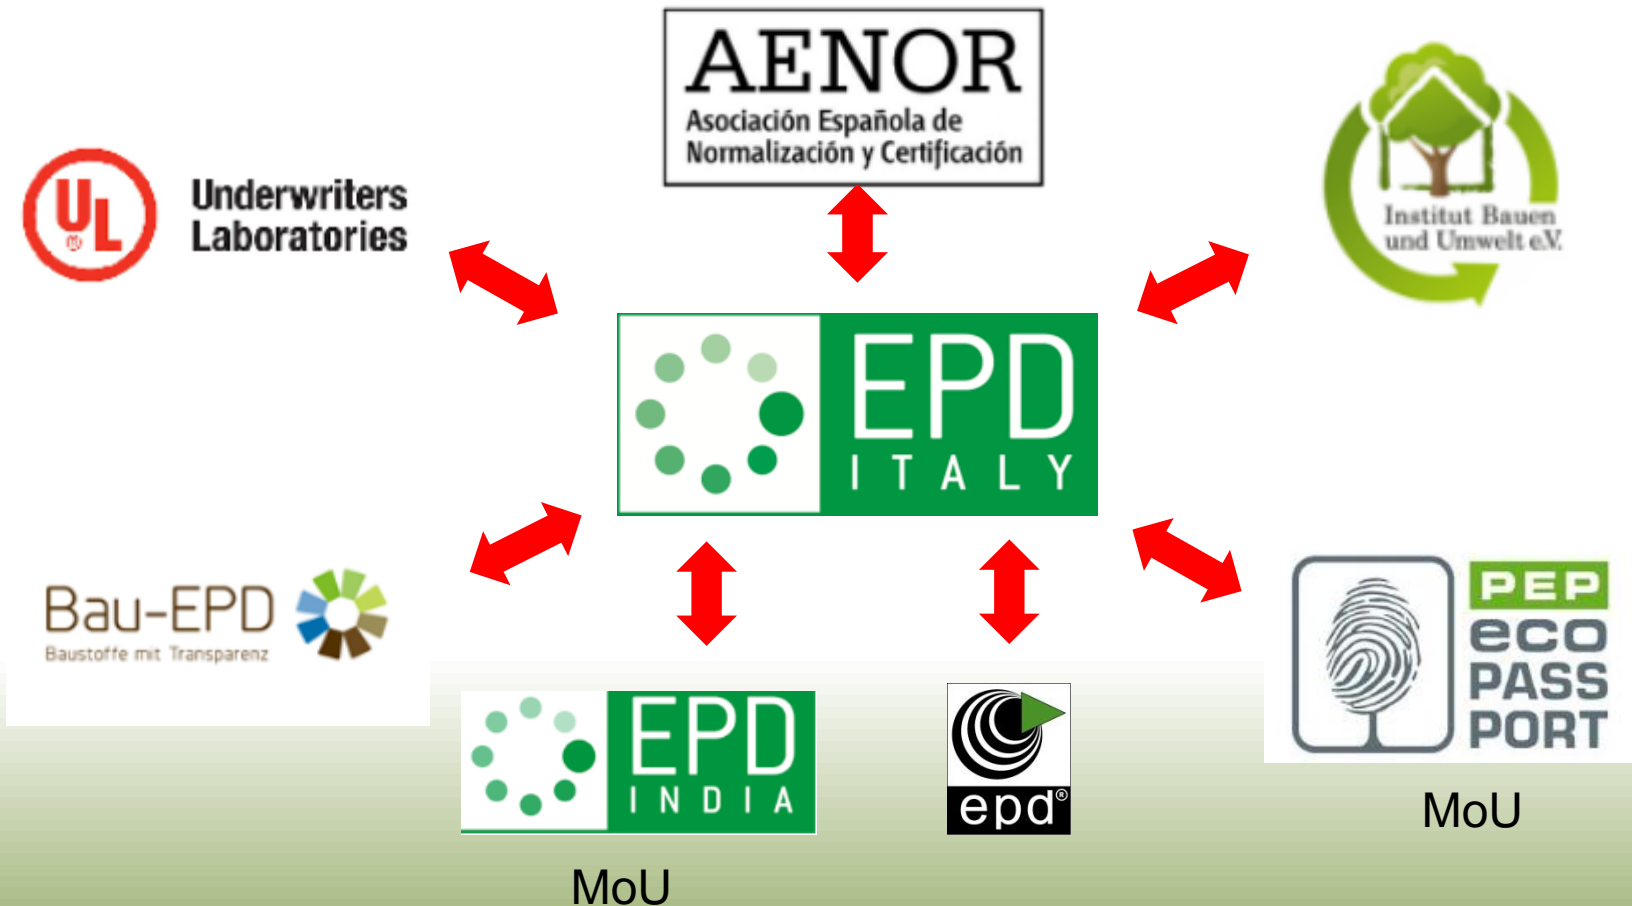 AENOR
Asociación Española de
Normalización y Certificación
UL
®
Underwriters
Laboratories
Institut Bauen
und Umwelt e.V.
EPD
ITALY
Bau-EPD
Baustoffe mit Transparenz
EPD
INDIA
MoU
epd®
PEP
eco
PASS
PORT
MoU